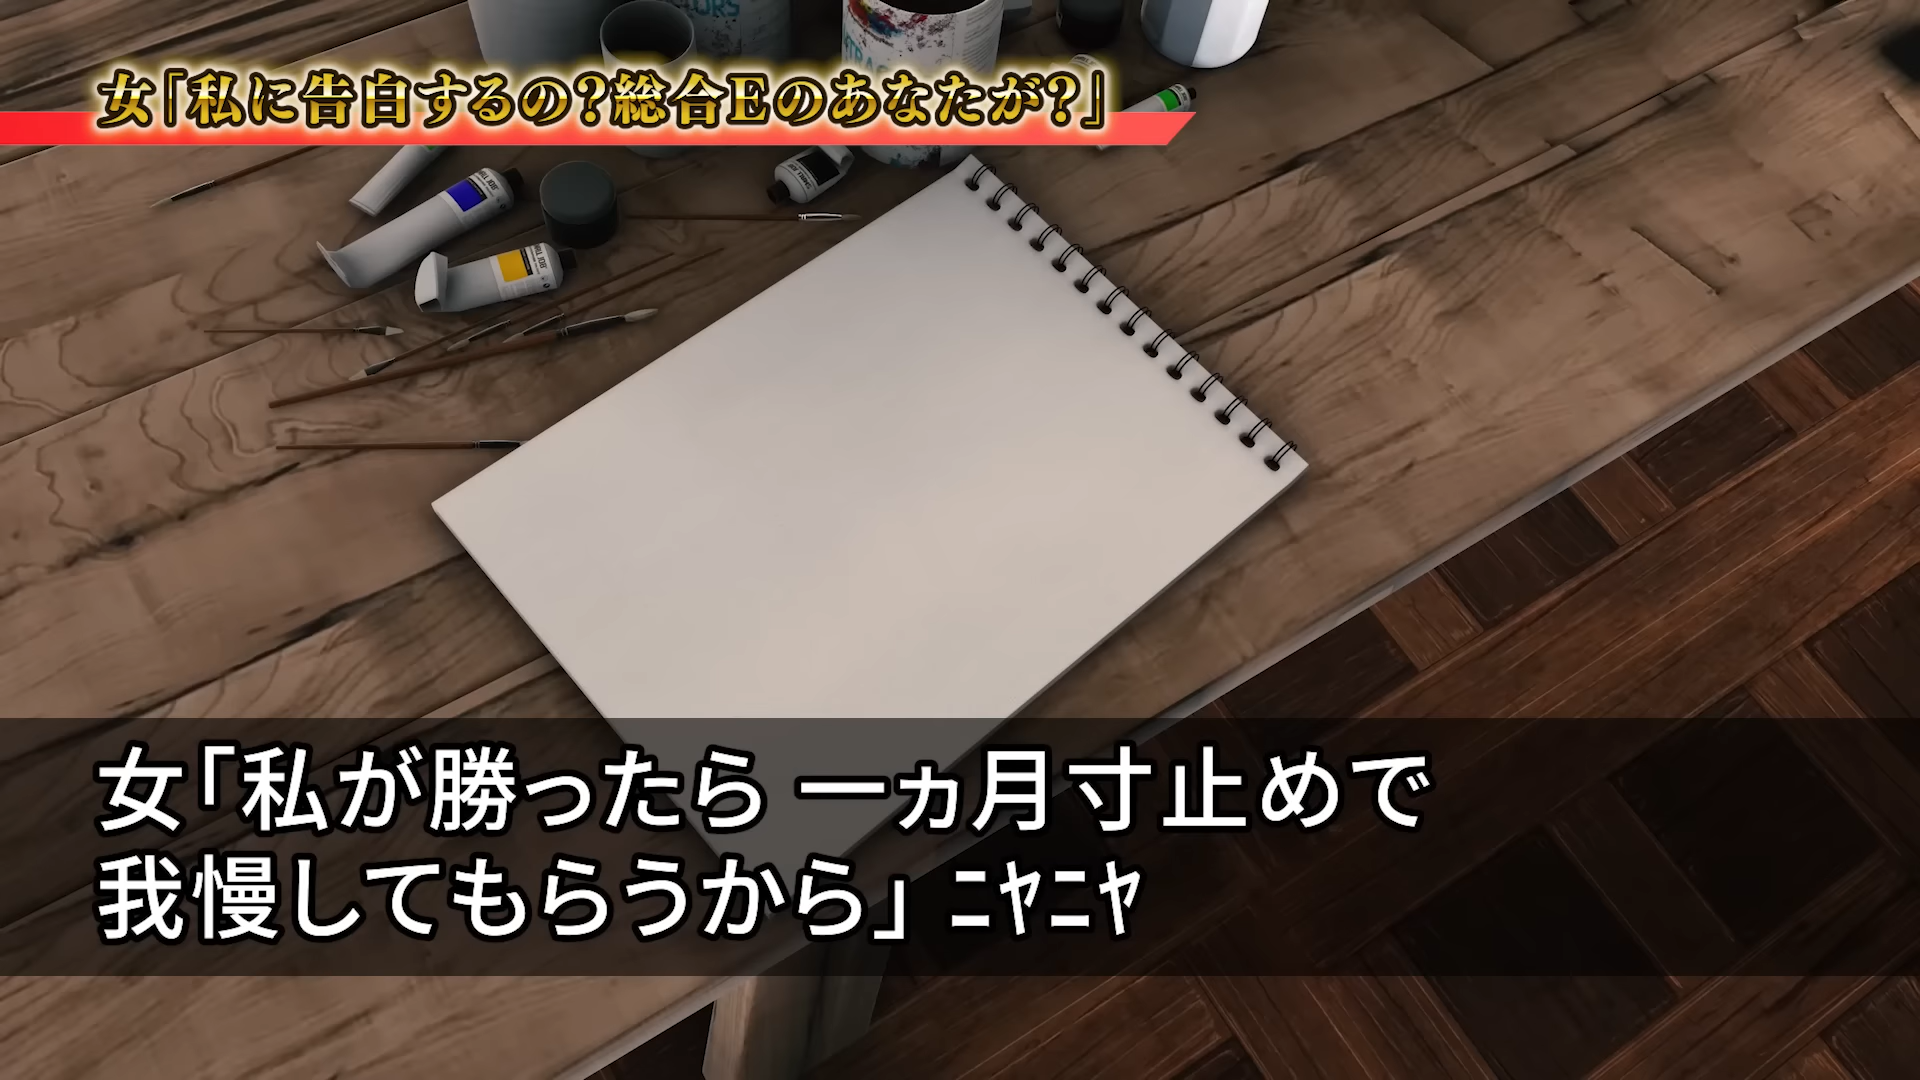 女「私に告白するの？総合Eのあなたが？」
女「私が勝ったら 一ヵ月寸止めで
我慢してもらうから」ﾆﾔﾆﾔ